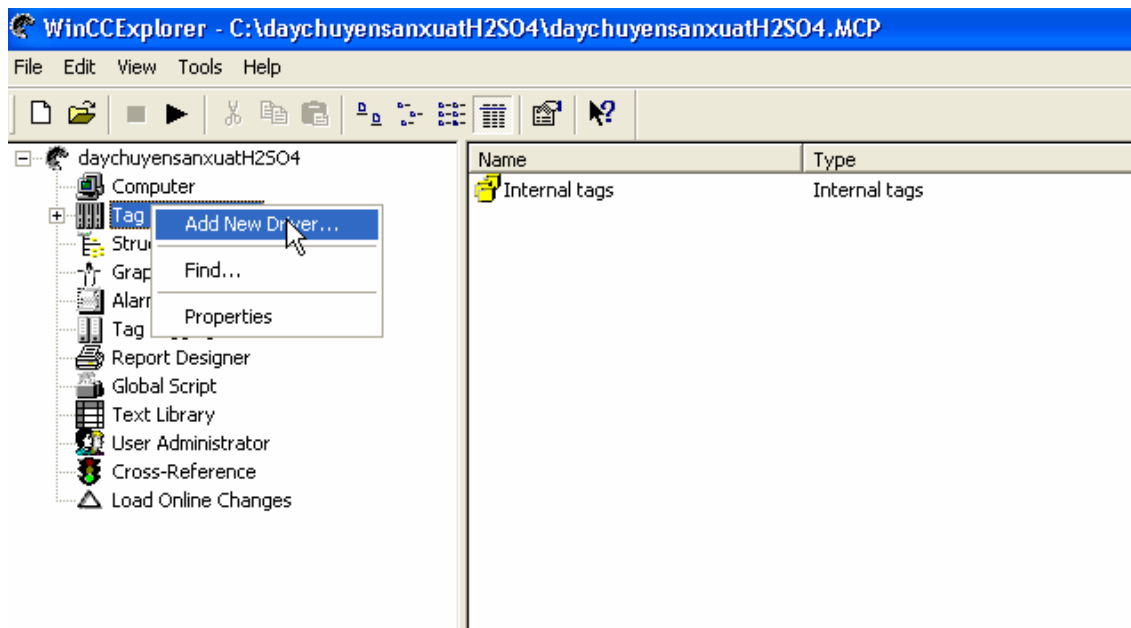 WinCCExplorer - C:\daychuyensanxuatH2SO4\daychuyensanxuatH2SO4.MCP
File Edit View Tools Help
daychuyensanxuatH2SO4
Computer
Tag
Add New Driver...
Find...
Properties
Report Designer
Global Script
Text Library
User Administrator
Cross-Reference
Load Online Changes
Name Type
Internal tags Internal tags